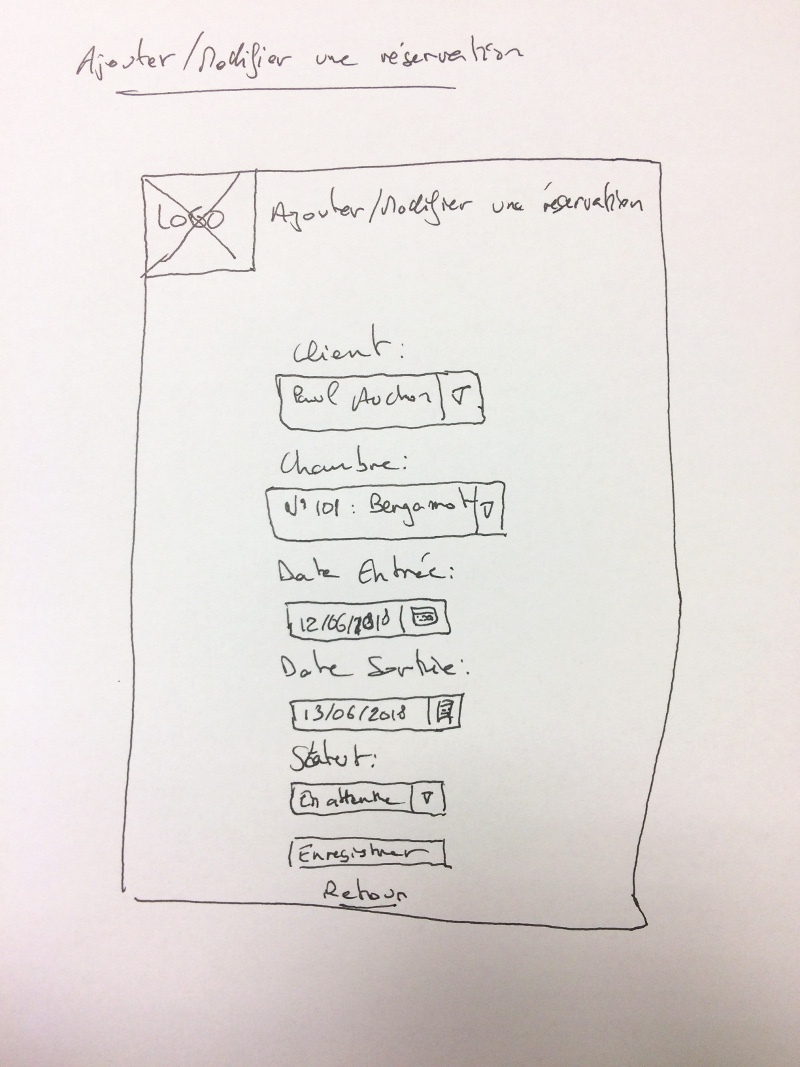 Ajouter/Modifier une réservation
LOGO
Ajouter/Modifier une réservation
Client:
Paul Auchon
Chambre:
N° 101 : Bergamote
Date Entrée:
12/06/2018
Date Sortie:
13/06/2018
Statut:
En attente
Enregistrer
Retour